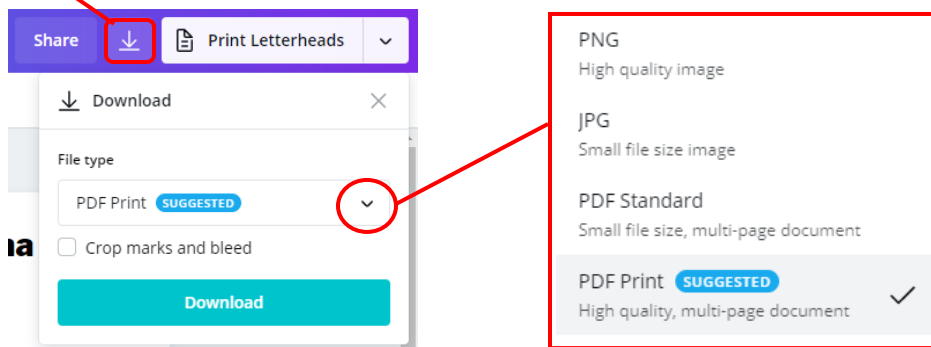 Share
Print Letterheads
Download
File type
PDF Print SUGGESTED
Crop marks and bleed
Download
na
PNG
High quality image
JPG
Small file size image
PDF Standard
Small file size, multi-page document
PDF Print SUGGESTED
High quality, multi-page document